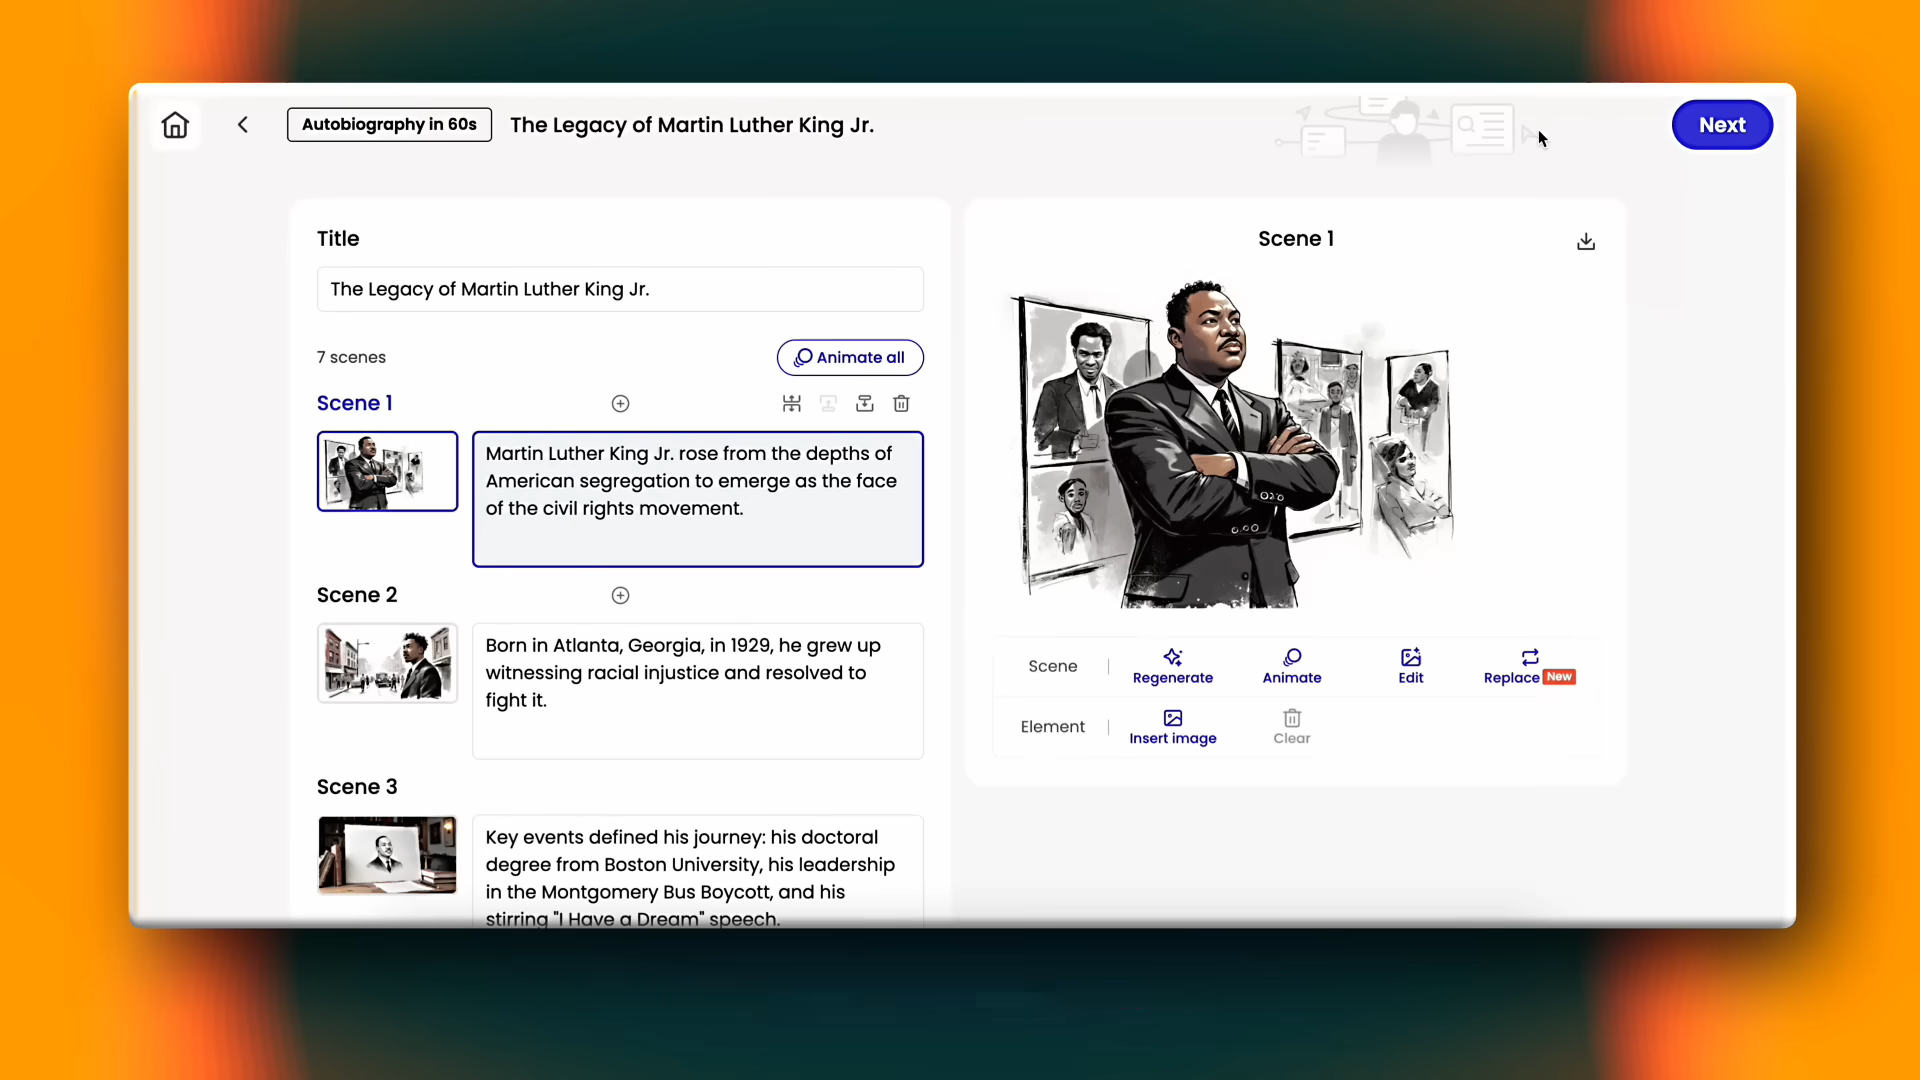 Autobiography in 60s
The Legacy of Martin Luther King Jr.
Next
Title
The Legacy of Martin Luther King Jr.
7 scenes
Animate all
Scene 1
Martin Luther King Jr. rose from the depths of
American segregation to emerge as the face
of the civil rights movement.
Scene 2
Born in Atlanta, Georgia, in 1929, he grew up
witnessing racial injustice and resolved to
fight it.
Scene 3
Key events defined his journey: his doctoral
degree from Boston University, his leadership
in the Montgomery Bus Boycott, and his
stirring "I Have a Dream" speech.
Scene 1
Scene
Regenerate
Animate
Edit
Replace New
Element
Insert image
Clear